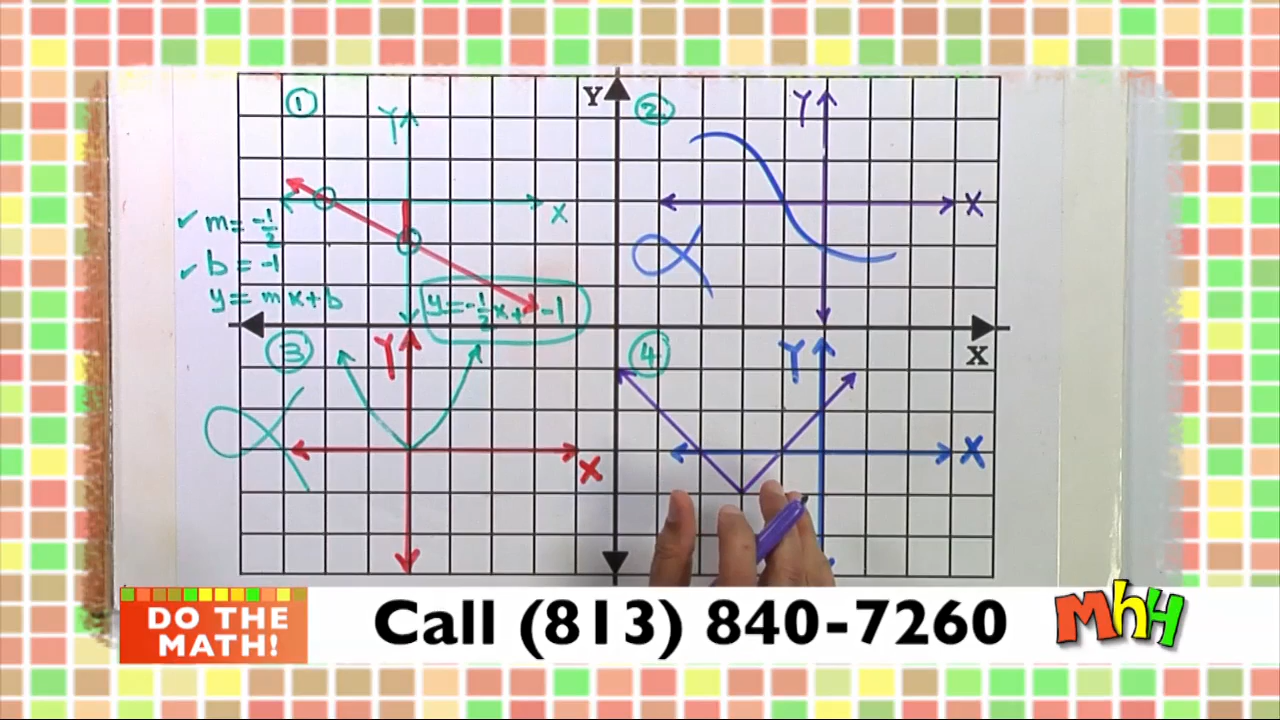 ①
Y
X
✓ m = -1/2
✓ b = -1
y = mx + b
y = -1/2x + -1
Y
X
②
Y
X
③
Y
X
④
Y
X
DO THE
MATH!
Call (813) 840-7260
MhH